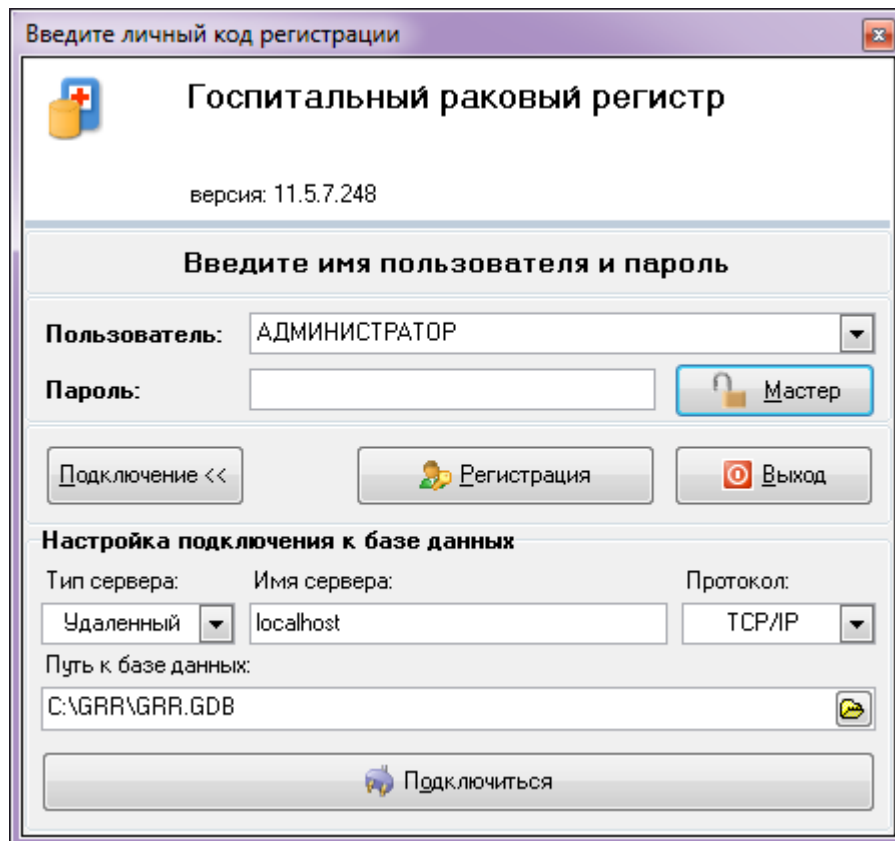 Введите личный код регистрации
Госпитальный раковый регистр
версия: 11.5.7.248
Введите имя пользователя и пароль
Пользователь: АДМИНИСТРАТОР
Пароль: Мастер
Подключение << Регистрация Выход
Настройка подключения к базе данных
Тип сервера: Имя сервера: Протокол:
Удаленный localhost TCP/IP
Путь к базе данных:
C:\GRR\GRR.GDB
Подключиться